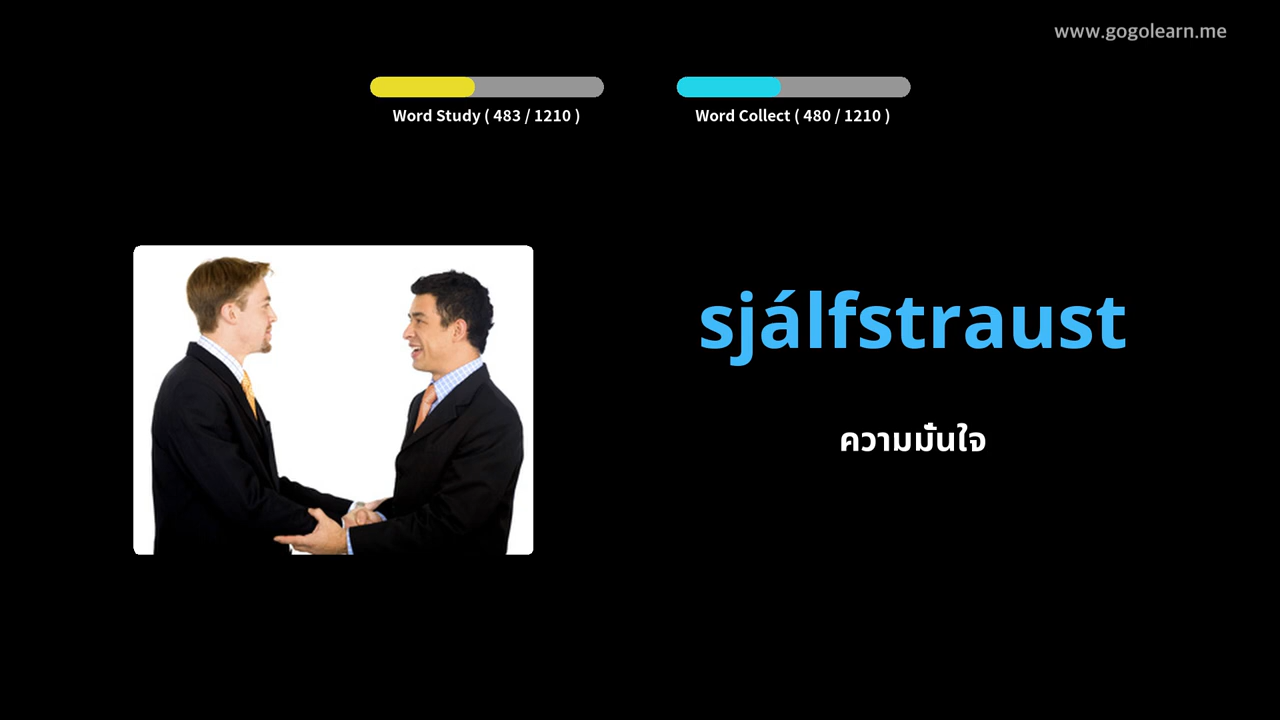 www.gogolearn.me
Word Study ( 483 / 1210 )
Word Collect ( 480 / 1210 )
sjálfstraust
ความมั่นใจ